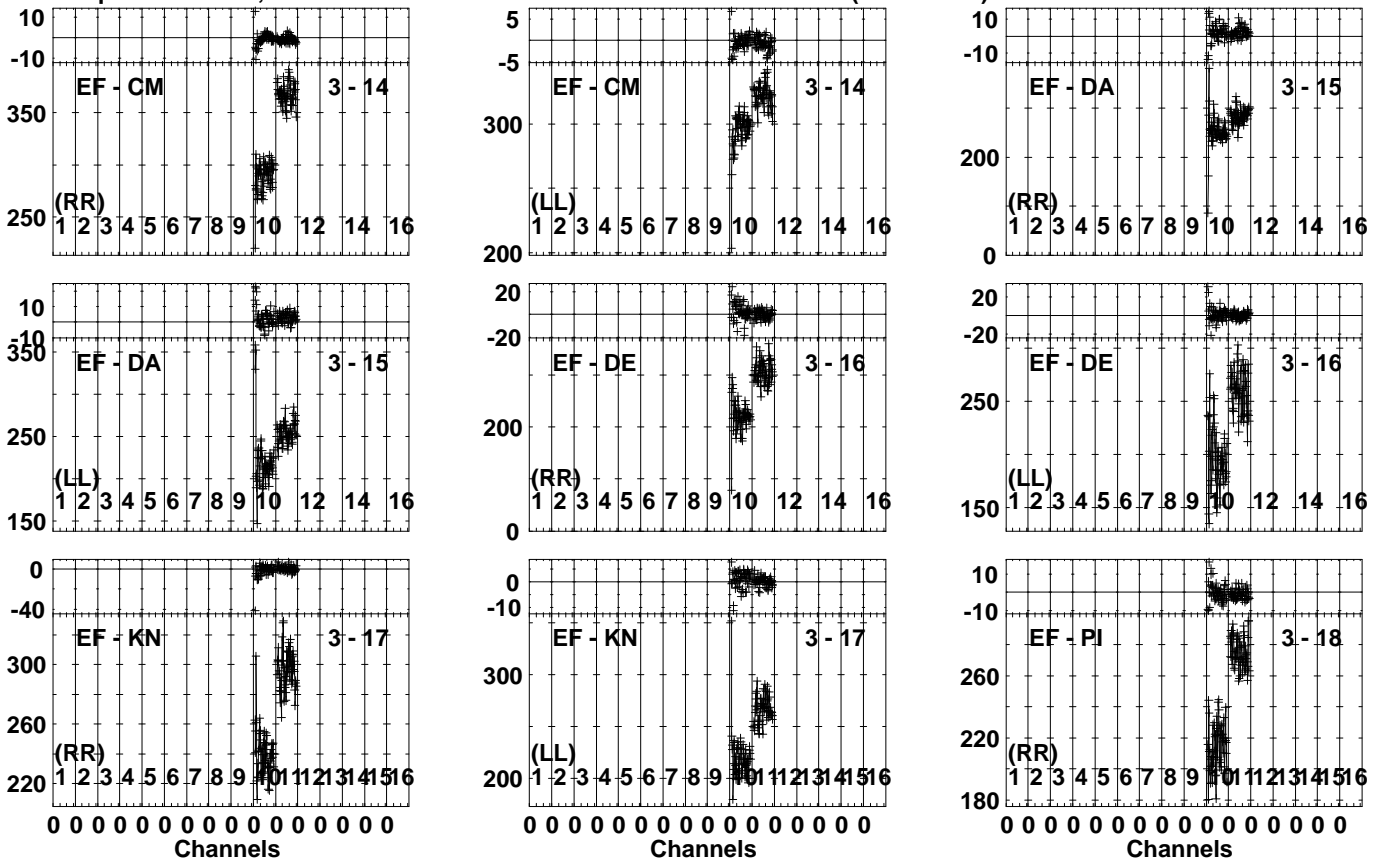 10
-10
EF - CM 3 - 14
350
250
(RR)
1 2 3 4 5 6 7 8 9 10 12 14 16
5
-5
EF - CM 3 - 14
300
(LL)
1 2 3 4 5 6 7 8 9 10 12 14 16
200
10
-10
EF - DA 3 - 15
200
(RR)
1 2 3 4 5 6 7 8 9 10 12 14 16
0
10
-10
350
EF - DA 3 - 15
250
(LL)
1 2 3 4 5 6 7 8 9 10 12 14 16
150
20
-20
EF - DE 3 - 16
200
(RR)
1 2 3 4 5 6 7 8 9 10 12 14 16
0
20
-20
EF - DE 3 - 16
250
(LL)
1 2 3 4 5 6 7 8 9 10 12 14 16
150
0
-40
EF - KN 3 - 17
300
260
(RR)
220
1 2 3 4 5 6 7 8 9 10 11 12 13 14 15 16
0 0 0 0 0 0 0 0 0 0 0 0 0 0 0 0
Channels
0
-10
EF - KN 3 - 17
300
(LL)
200
1 2 3 4 5 6 7 8 9 10 11 12 13 14 15 16
0 0 0 0 0 0 0 0 0 0 0 0 0 0 0 0
Channels
10
-10
EF - PI 3 - 18
260
220
(RR)
1 2 3 4 5 6 7 8 9 10 11 12 13 14 15 16
180
0 0 0 0 0 0 0 0 0 0 0 0 0 0 0 0
Channels